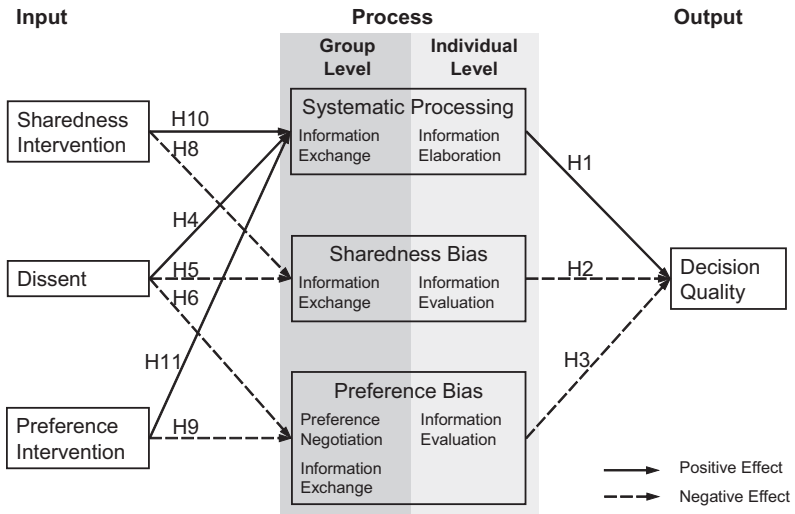 Input
Process
Output
Group
Level
Individual
Level
Sharedness
Intervention
H10
H8
Systematic Processing
Information
Exchange
Information
Elaboration
H1
H4
Dissent
H5
H6
Sharedness Bias
Information
Exchange
Information
Evaluation
H2
Decision
Quality
H11
H3
Preference
Intervention
H9
Preference Bias
Preference
Negotiation
Information
Exchange
Information
Evaluation
Positive Effect
Negative Effect